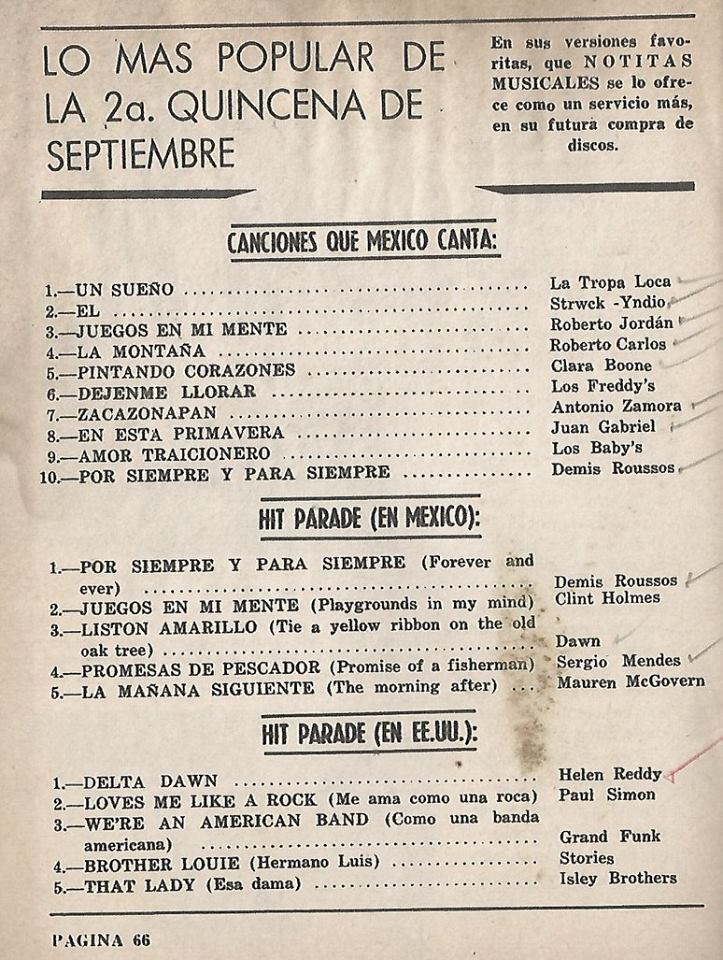 LO MAS POPULAR DE
LA 2a. QUINCENA DE
SEPTIEMBRE
En sus versiones favo-
ritas, que NOTITAS
MUSICALES se lo ofre-
ce como un servicio más,
en su futura compra de
discos.
CANCIONES QUE MEXICO CANTA:
1.—UN SUEÑO .......... La Tropa Loca
2.—EL .......... Strwck -Yndio
3.—JUEGOS EN MI MENTE .......... Roberto Jordán
4.—LA MONTAÑA .......... Roberto Carlos
5.—PINTANDO CORAZONES .......... Clara Boone
6.—DEJENME LLORAR .......... Los Freddy's
7.—ZACAZONAPAN .......... Antonio Zamora
8.—EN ESTA PRIMAVERA .......... Juan Gabriel
9.—AMOR TRAICIONERO .......... Los Baby's
10.—POR SIEMPRE Y PARA SIEMPRE .......... Demis Roussos
HIT PARADE (EN MEXICO):
1.—POR SIEMPRE Y PARA SIEMPRE (Forever and
ever) .......... Demis Roussos
2.—JUEGOS EN MI MENTE (Playgrounds in my mind) Clint Holmes
3.—LISTON AMARILLO (Tie a yellow ribbon on the old
oak tree) .......... Dawn
4.—PROMESAS DE PESCADOR (Promise of a fisherman) Sergio Mendes
5.—LA MAÑANA SIGUIENTE (The morning after) ... Mauren McGovern
HIT PARADE (EN EE.UU.):
1.—DELTA DAWN .......... Helen Reddy
2.—LOVES ME LIKE A ROCK (Me ama como una roca) Paul Simon
3.—WE'RE AN AMERICAN BAND (Como una banda
americana) .......... Grand Funk
4.—BROTHER LOUIE (Hermano Luis) .......... Stories
5.—THAT LADY (Esa dama) .......... Isley Brothers
PAGINA 66